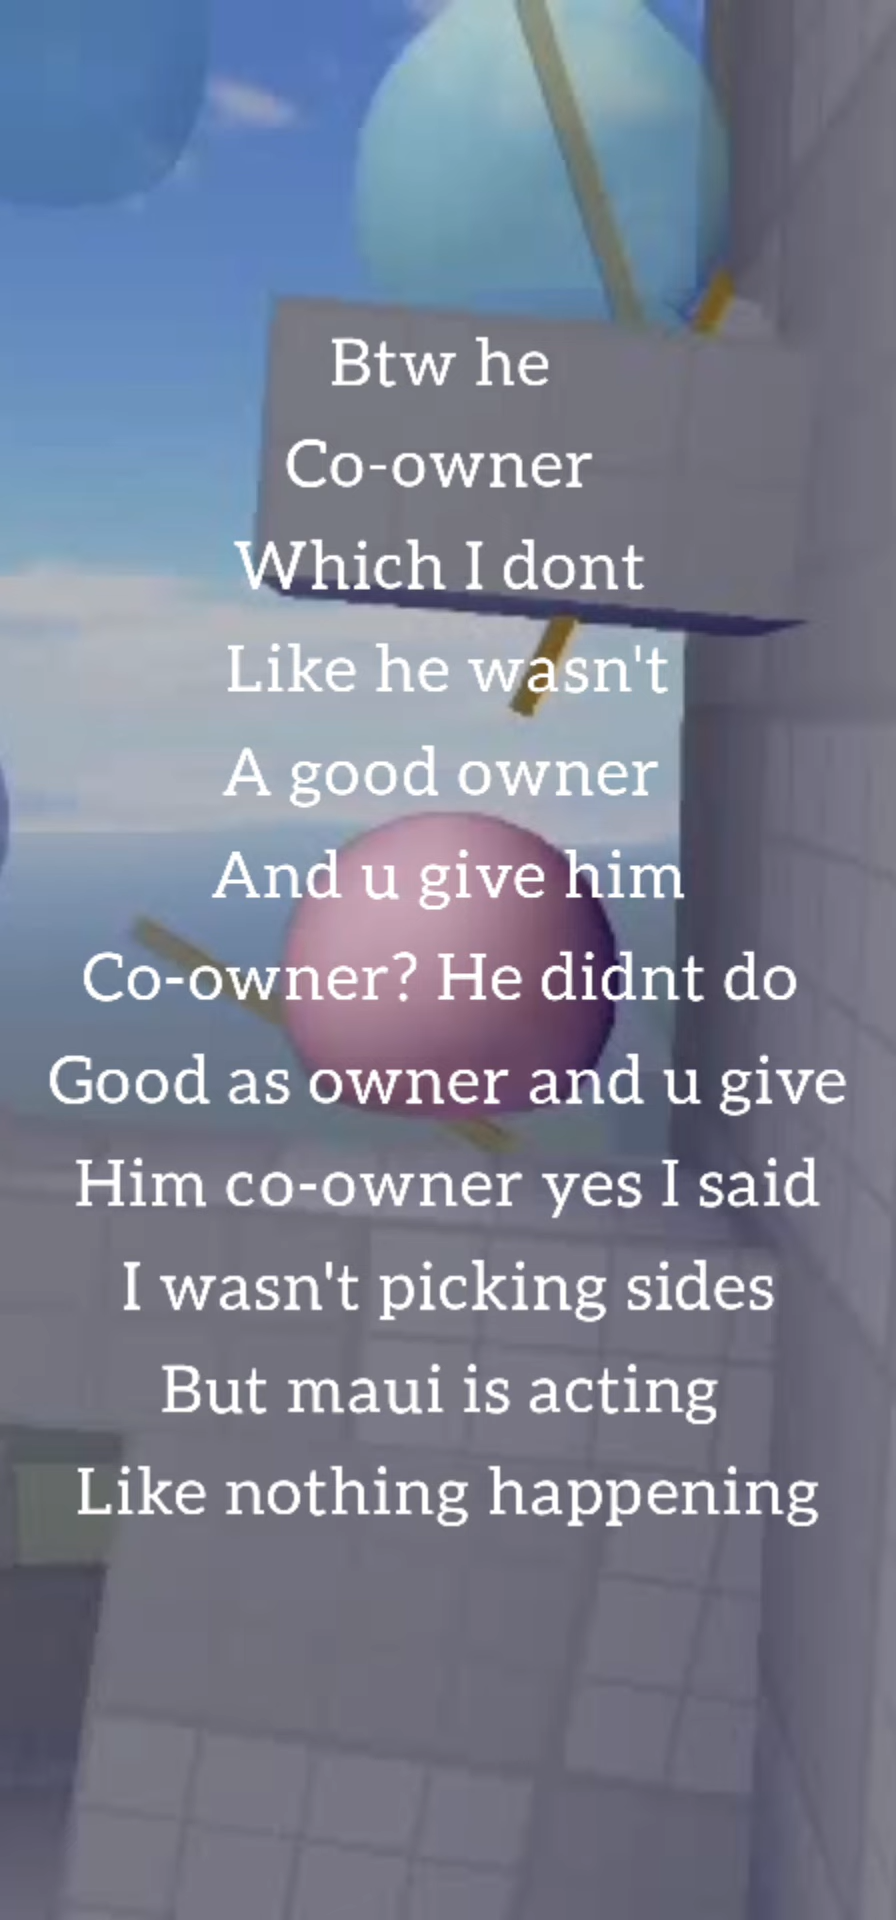 Btw he
Co-owner
Which I dont
Like he wasn't
A good owner
And u give him
Co-owner? He didnt do
Good as owner and u give
Him co-owner yes I said
I wasn't picking sides
But maui is acting
Like nothing happening